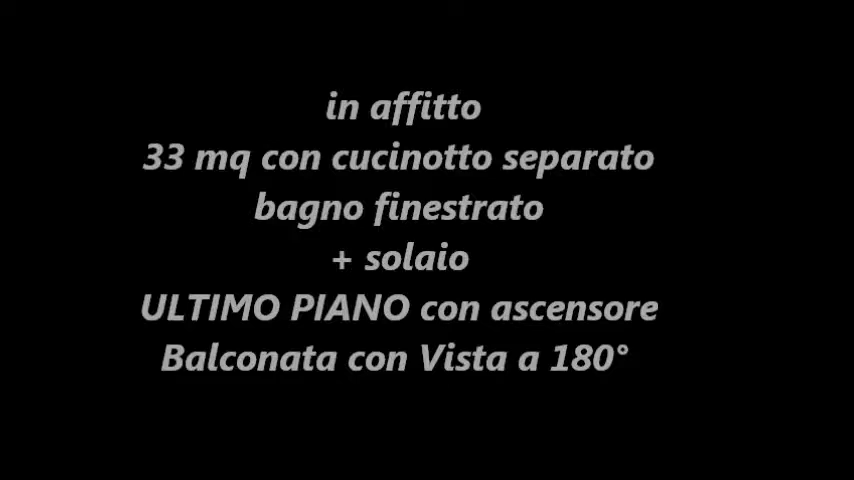 in affitto
33 mq con cucinotto separato
bagno finestrato
+ solaio
ULTIMO PIANO con ascensore
Balconata con Vista a 180°